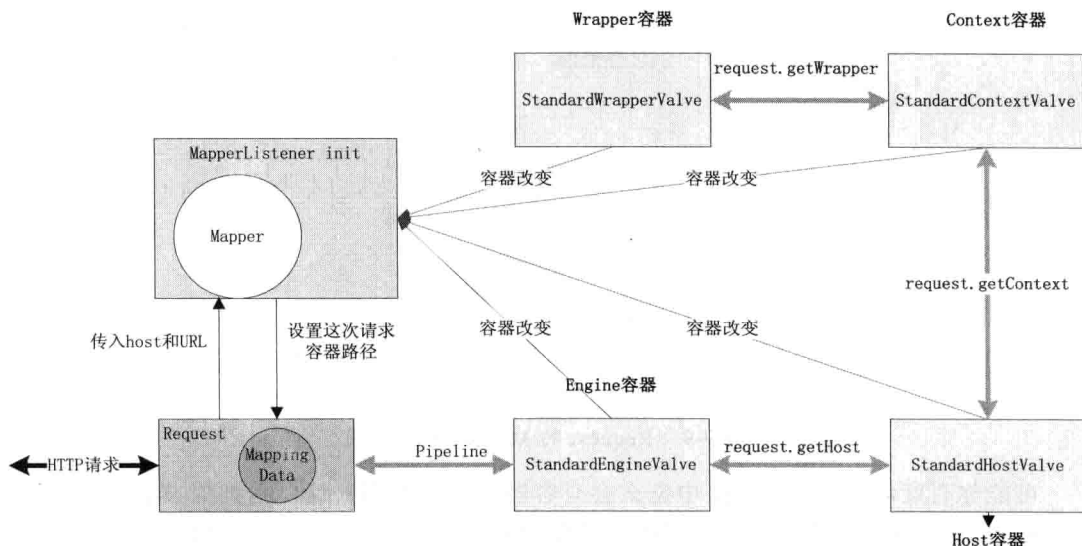 Wrapper容器
Context容器
request.getWrapper
StandardWrapperValve
StandardContextValve
MapperListener init
容器改变
容器改变
Mapper
request.getContext
传入host和URL
设置这次请求
容器路径
容器改变
容器改变
Engine容器
Request
Mapping
Data
HTTP请求
Pipeline
StandardEngineValve
request.getHost
StandardHostValve
Host容器